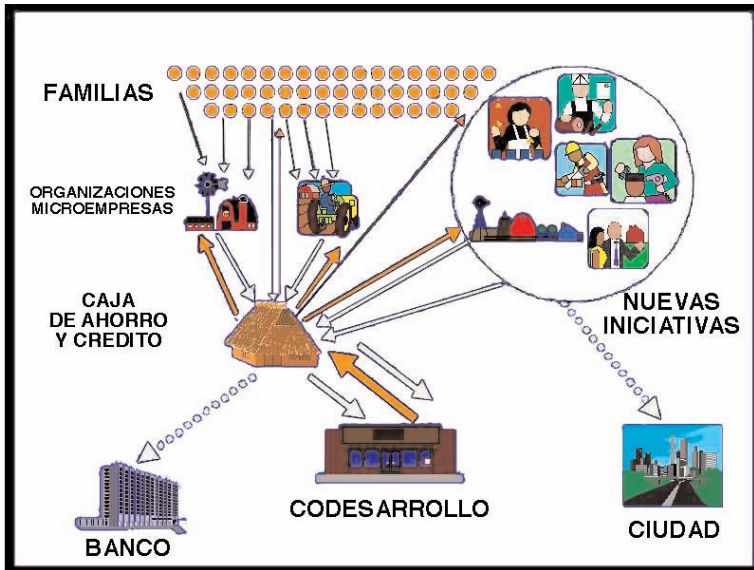 FAMILIAS
ORGANIZACIONES
MICROEMPRESAS
CAJA
DE AHORRO
Y CREDITO
NUEVAS
INICIATIVAS
CODESARROLLO
BANCO
CIUDAD